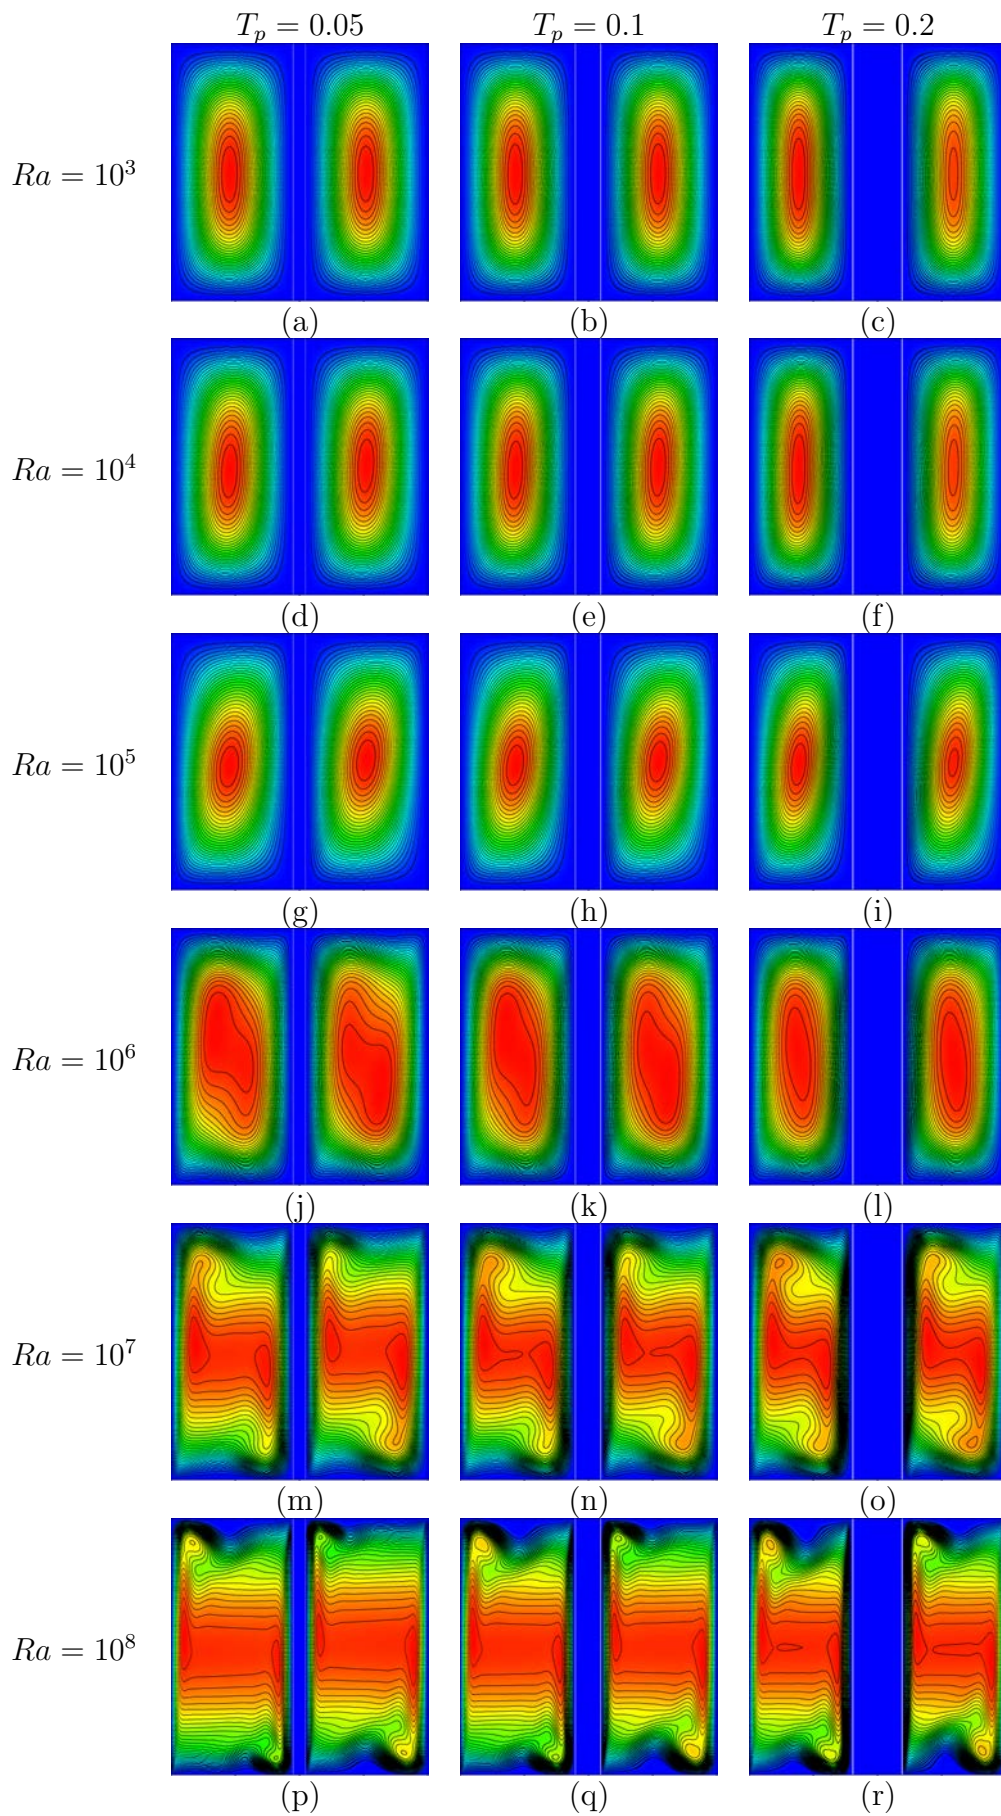 T_p = 0.05 T_p = 0.1 T_p = 0.2
Ra = 10^3
(a) (b) (c)
Ra = 10^4
(d) (e) (f)
Ra = 10^5
(g) (h) (i)
Ra = 10^6
(j) (k) (l)
Ra = 10^7
(m) (n) (o)
Ra = 10^8
(p) (q) (r)